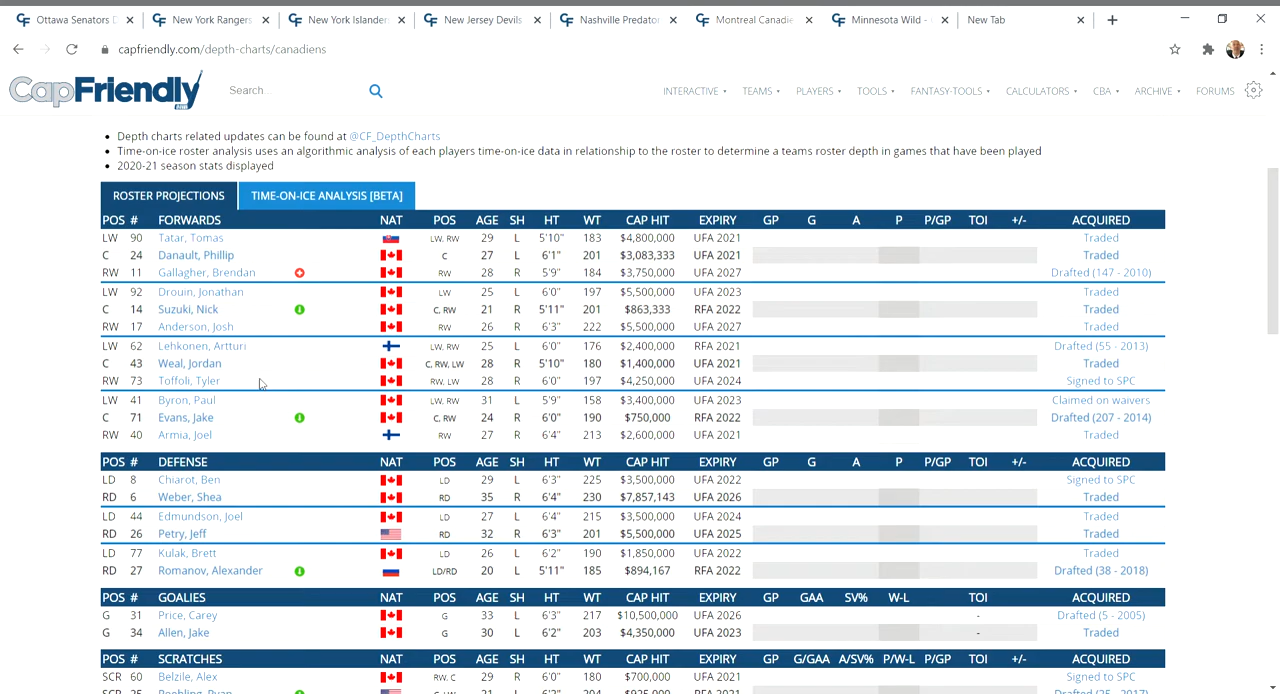 Ottawa Senators D × New York Rangers × New York Islander × New Jersey Devils × Nashville Predator × Montreal Canadie × Minnesota Wild - × New Tab ×
capfriendly.com/depth-charts/canadiens
CapFriendly Search... INTERACTIVE TEAMS PLAYERS TOOLS FANTASY-TOOLS CALCULATORS CBA ARCHIVE FORUMS
• Depth charts related updates can be found at @CF_DepthCharts
• Time-on-ice roster analysis uses an algorithmic analysis of each players time-on-ice data in relationship to the roster to determine a teams roster depth in games that have been played
• 2020-21 season stats displayed
ROSTER PROJECTIONS TIME-ON-ICE ANALYSIS [BETA]
POS # FORWARDS NAT POS AGE SH HT WT CAP HIT EXPIRY GP G A P P/GP TOI +/- ACQUIRED
LW 90 Tatar, Tomas LW, RW 29 L 5'10" 183 $4,800,000 UFA 2021 Traded
C 24 Danault, Phillip C 27 L 6'1" 201 $3,083,333 UFA 2021 Traded
RW 11 Gallagher, Brendan RW 28 R 5'9" 184 $3,750,000 UFA 2027 Drafted (147 - 2010)
LW 92 Drouin, Jonathan LW 25 L 6'0" 197 $5,500,000 UFA 2023 Traded
C 14 Suzuki, Nick C, RW 21 R 5'11" 201 $863,333 RFA 2022 Traded
RW 17 Anderson, Josh RW 26 R 6'3" 222 $5,500,000 UFA 2027 Traded
LW 62 Lehkonen, Artturi LW, RW 25 L 6'0" 176 $2,400,000 RFA 2021 Drafted (55 - 2013)
C 43 Weal, Jordan C, RW, LW 28 R 5'10" 180 $1,400,000 UFA 2021 Traded
RW 73 Toffoli, Tyler RW, LW 28 R 6'0" 197 $4,250,000 UFA 2024 Signed to SPC
LW 41 Byron, Paul LW, RW 31 L 5'9" 158 $3,400,000 UFA 2023 Claimed on waivers
C 71 Evans, Jake C, RW 24 R 6'0" 190 $750,000 RFA 2022 Drafted (207 - 2014)
RW 40 Armia, Joel RW 27 R 6'4" 213 $2,600,000 UFA 2021 Traded
POS # DEFENSE NAT POS AGE SH HT WT CAP HIT EXPIRY GP G A P P/GP TOI +/- ACQUIRED
LD 8 Chiarot, Ben LD 29 L 6'3" 225 $3,500,000 UFA 2022 Signed to SPC
RD 6 Weber, Shea RD 35 R 6'4" 230 $7,857,143 UFA 2026 Traded
LD 44 Edmundson, Joel LD 27 L 6'4" 215 $3,500,000 UFA 2024 Traded
RD 26 Petry, Jeff RD 32 R 6'3" 201 $5,500,000 UFA 2025 Traded
LD 77 Kulak, Brett LD 26 L 6'2" 190 $1,850,000 UFA 2022 Traded
RD 27 Romanov, Alexander LD/RD 20 L 5'11" 185 $894,167 RFA 2022 Drafted (38 - 2018)
POS # GOALIES NAT POS AGE SH HT WT CAP HIT EXPIRY GP GAA SV% W-L TOI ACQUIRED
G 31 Price, Carey G 33 L 6'3" 217 $10,500,000 UFA 2026 - Drafted (5 - 2005)
G 34 Allen, Jake G 30 L 6'2" 203 $4,350,000 UFA 2023 - Traded
POS # SCRATCHES NAT POS AGE SH HT WT CAP HIT EXPIRY GP G/GAA A/SV% P/W-L P/GP TOI +/- ACQUIRED
SCR 60 Belzile, Alex RW, C 29 R 6'0" $700,000 UFA 2021 Signed to SPC